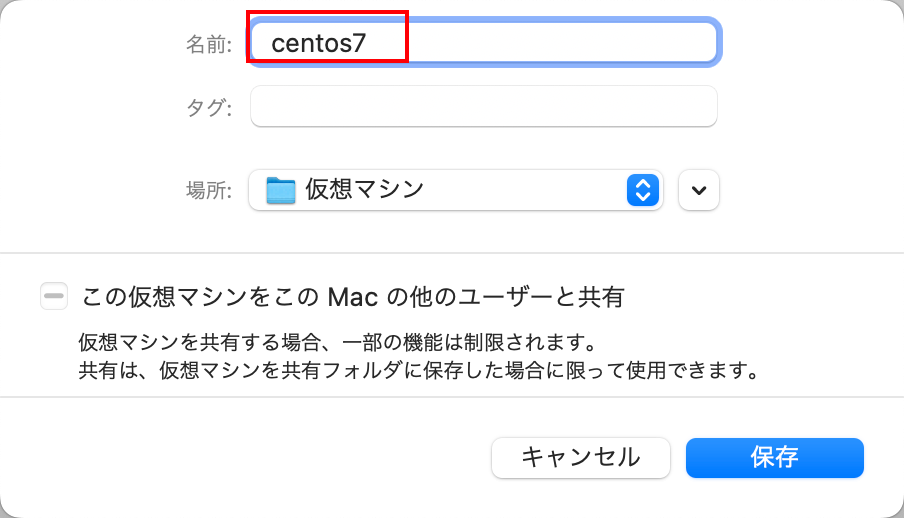 名前: centos7
タグ:
場所: 仮想マシン
この仮想マシンをこの Mac の他のユーザーと共有
仮想マシンを共有する場合、一部の機能は制限されます。
共有は、仮想マシンを共有フォルダに保存した場合に限って使用できます。
キャンセル 保存